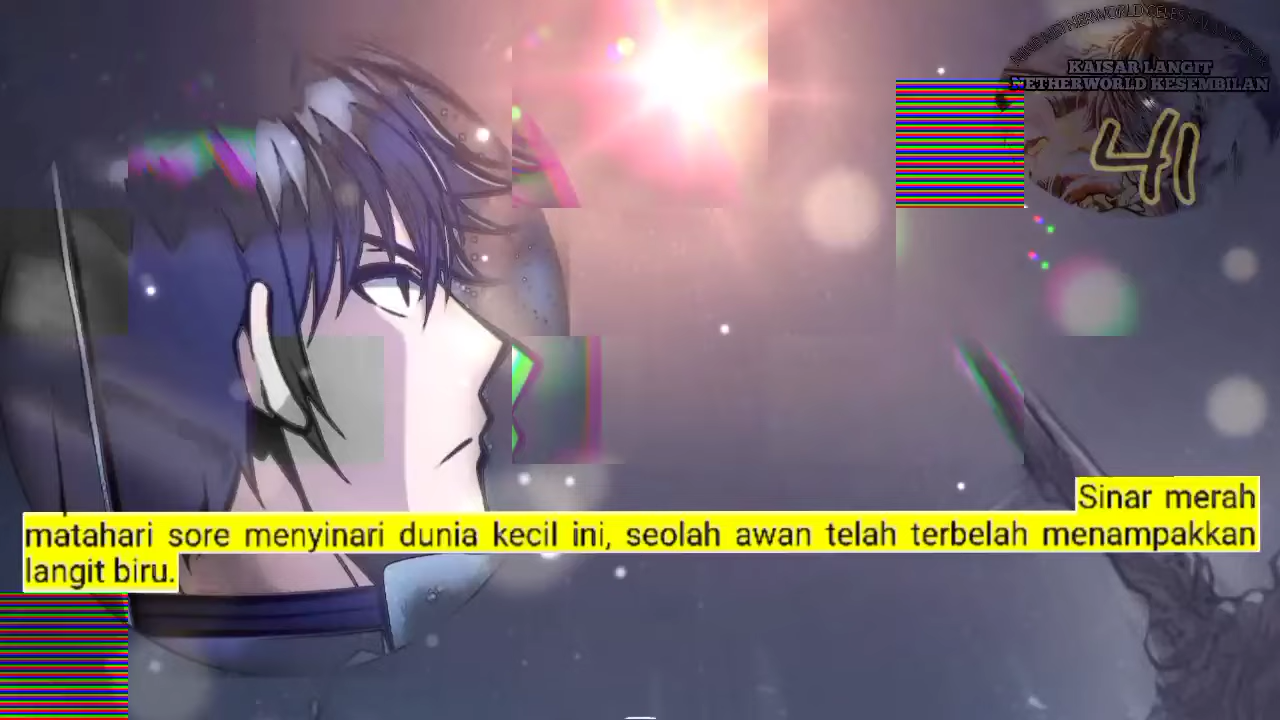 KAISAR LANGIT
NETHERWORLD KESEMBILAN
41
Sinar merah
matahari sore menyinari dunia kecil ini, seolah awan telah terbelah menampakkan
langit biru.